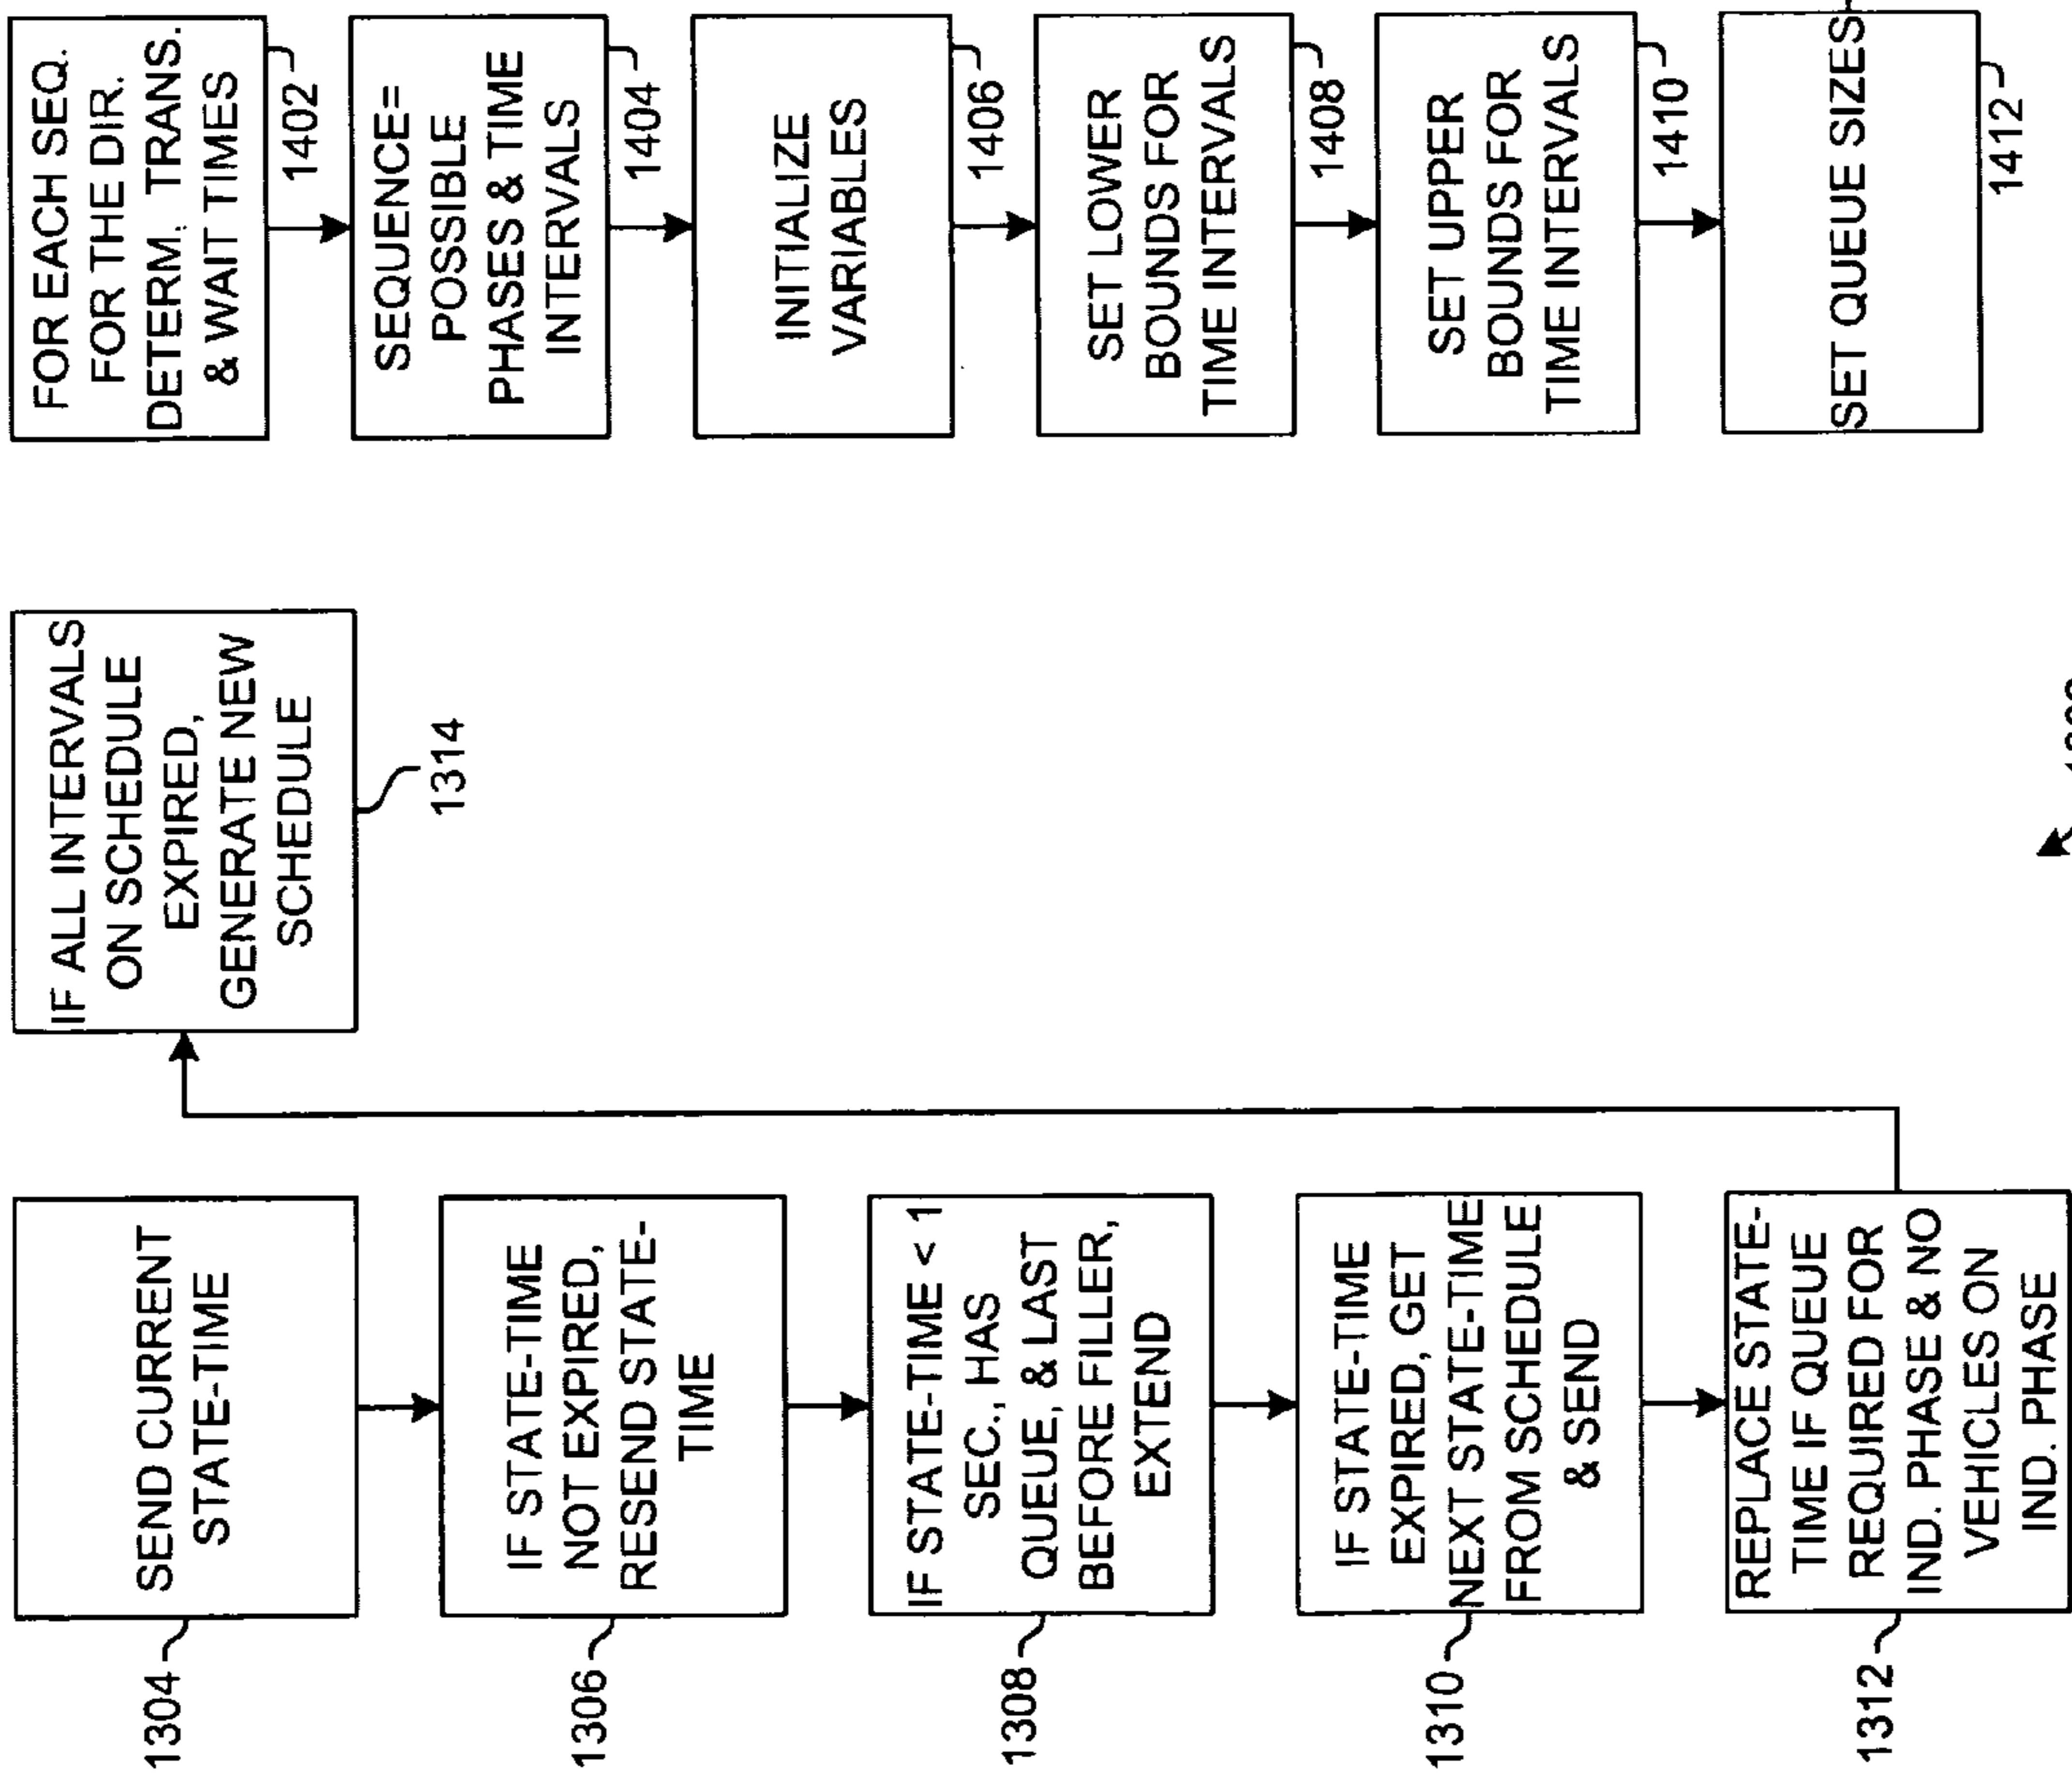 1304
SEND CURRENT
STATE-TIME
1306
IF STATE-TIME
NOT EXPIRED,
RESEND STATE-
TIME
1308
IF STATE-TIME < 1
SEC., HAS
QUEUE, & LAST
BEFORE FILLER,
EXTEND
1310
IF STATE-TIME
EXPIRED, GET
NEXT STATE-TIME
FROM SCHEDULE
& SEND
1312
REPLACE STATE-
TIME IF QUEUE
REQUIRED FOR
IND. PHASE & NO
VEHICLES ON
IND. PHASE
IF ALL INTERVALS
ON SCHEDULE
EXPIRED,
GENERATE NEW
SCHEDULE
1314
FOR EACH SEQ.
FOR THE DIR.
DETERM. TRANS.
& WAIT TIMES
1402
SEQUENCE=
POSSIBLE
PHASES & TIME
INTERVALS
1404
INITIALIZE
VARIABLES
1406
SET LOWER
BOUNDS FOR
TIME INTERVALS
1408
SET UPPER
BOUNDS FOR
TIME INTERVALS
1410
SET QUEUE SIZES
1412